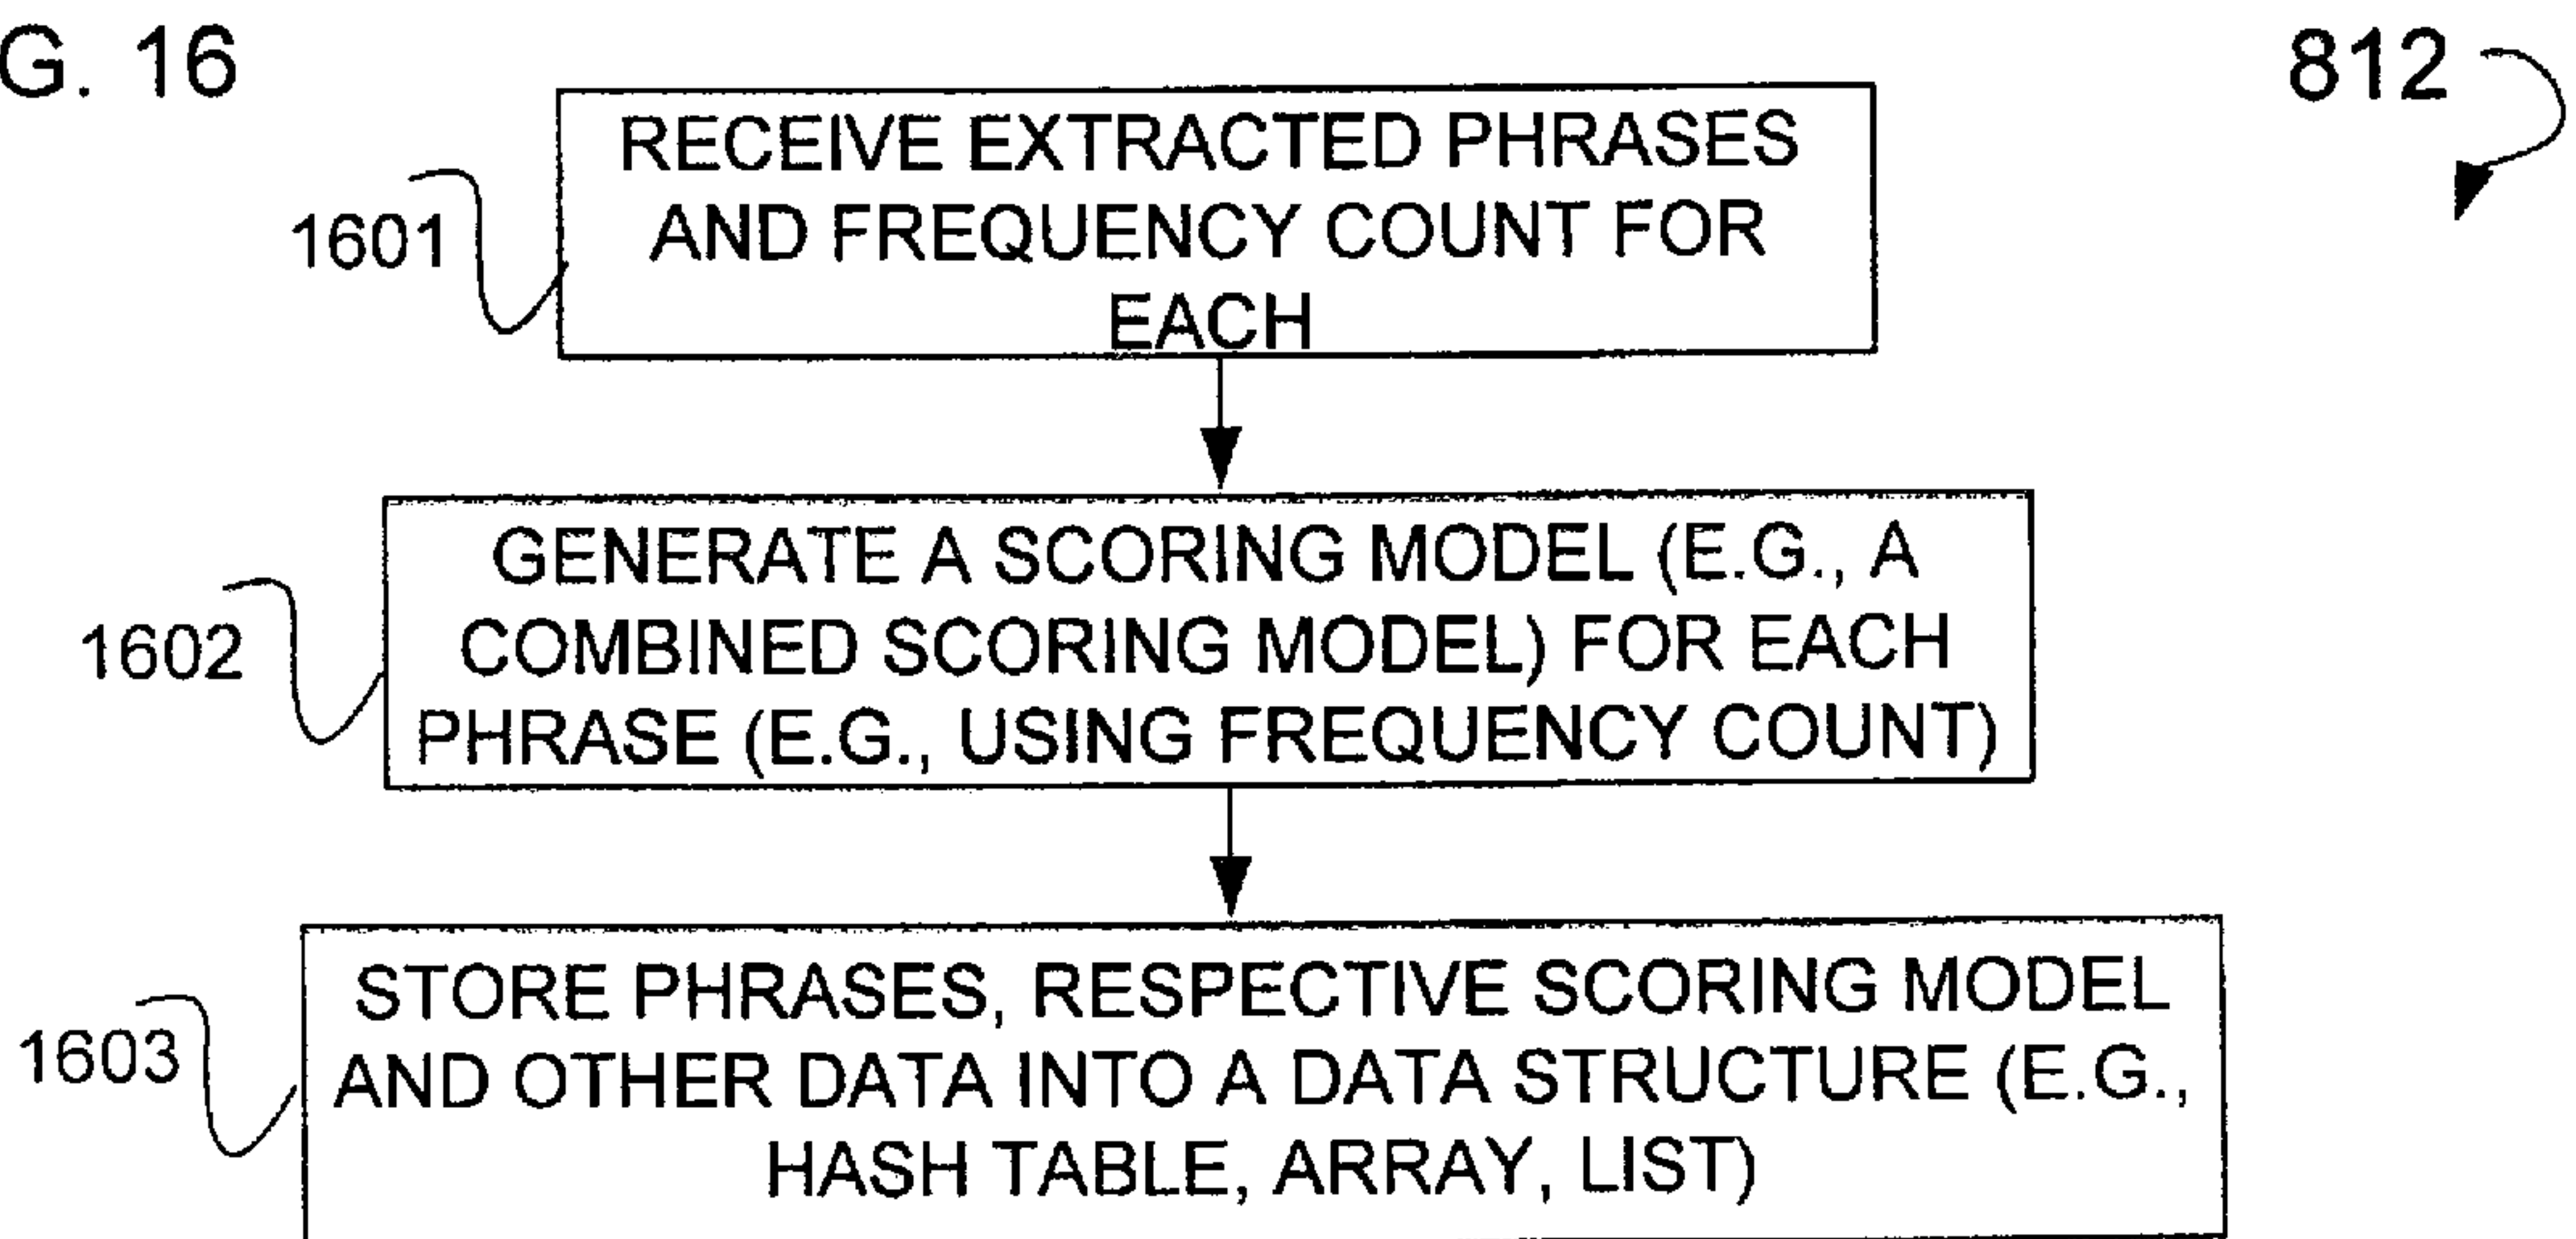 G. 16
812
RECEIVE EXTRACTED PHRASES
AND FREQUENCY COUNT FOR
EACH
1601
GENERATE A SCORING MODEL (E.G., A
COMBINED SCORING MODEL) FOR EACH
PHRASE (E.G., USING FREQUENCY COUNT)
1602
STORE PHRASES, RESPECTIVE SCORING MODEL
AND OTHER DATA INTO A DATA STRUCTURE (E.G.,
HASH TABLE, ARRAY, LIST)
1603